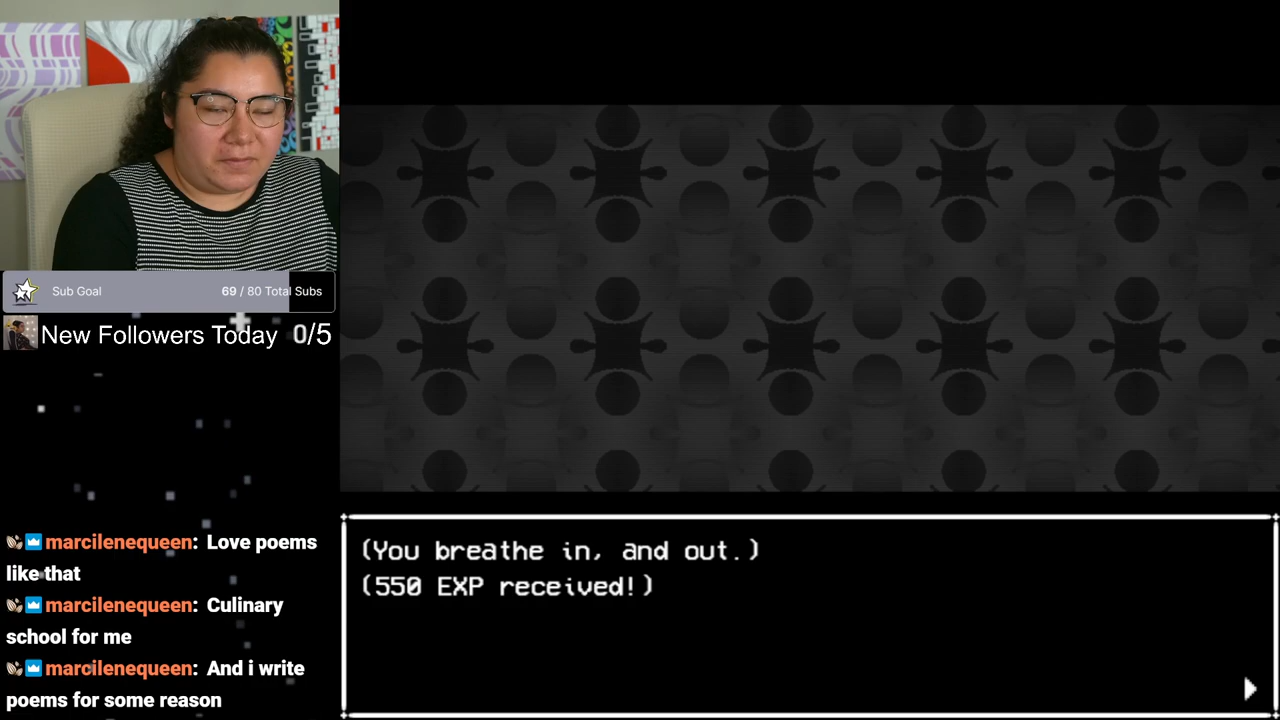 Sub Goal
69 / 80 Total Subs
New Followers Today 0/5
marcilenequeen: Love poems
like that
marcilenequeen: Culinary
school for me
marcilenequeen: And i write
poems for some reason
(You breathe in, and out.)
(550 EXP received!)